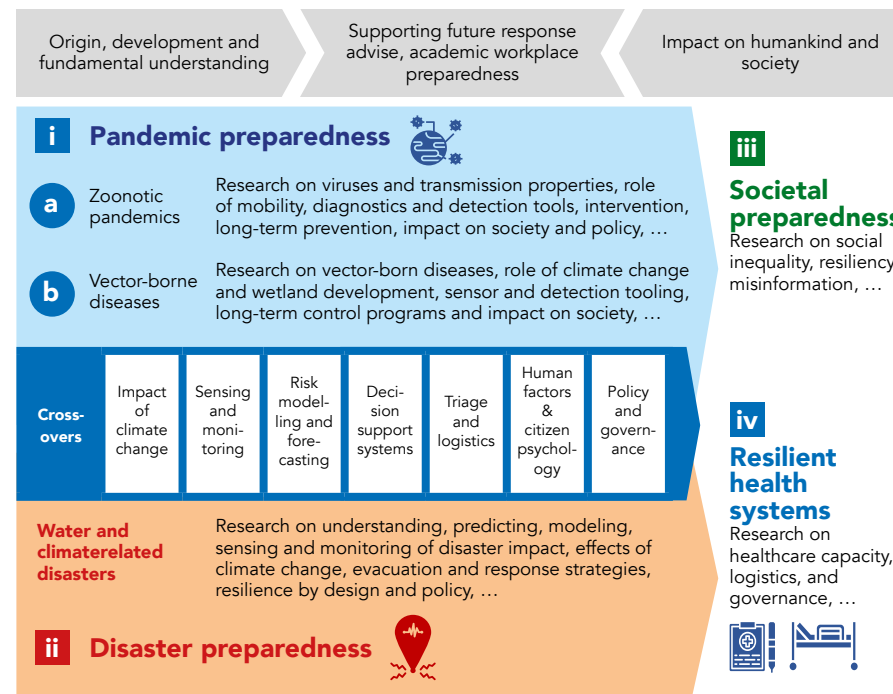 Origin, development and
fundamental understanding
Supporting future response
advise, academic workplace
preparedness
Impact on humankind and
society
i Pandemic preparedness
a
Zoonotic
pandemics
Research on viruses and transmission properties, role
of mobility, diagnostics and detection tools, intervention,
long-term prevention, impact on society and policy, …
b
Vector-borne
diseases
Research on vector-born diseases, role of climate change
and wetland development, sensor and detection tooling,
long-term control programs and impact on society, …
Cross-
overs
Impact
of
climate
change
Sensing
and
moni-
toring
Risk
model-
ling and
fore-
casting
Deci-
sion
support
systems
Triage
and
logistics
Human
factors
&
citizen
psychol-
ogy
Policy
and
govern-
ance
Water and
climaterelated
disasters
Research on understanding, predicting, modeling,
sensing and monitoring of disaster impact, effects of
climate change, evacuation and response strategies,
resilience by design and policy, …
ii Disaster preparedness
iii
Societal
preparedness
Research on social
inequality, resiliency
misinformation, …
iv
Resilient
health
systems
Research on
healthcare capacity,
logistics, and
governance, …